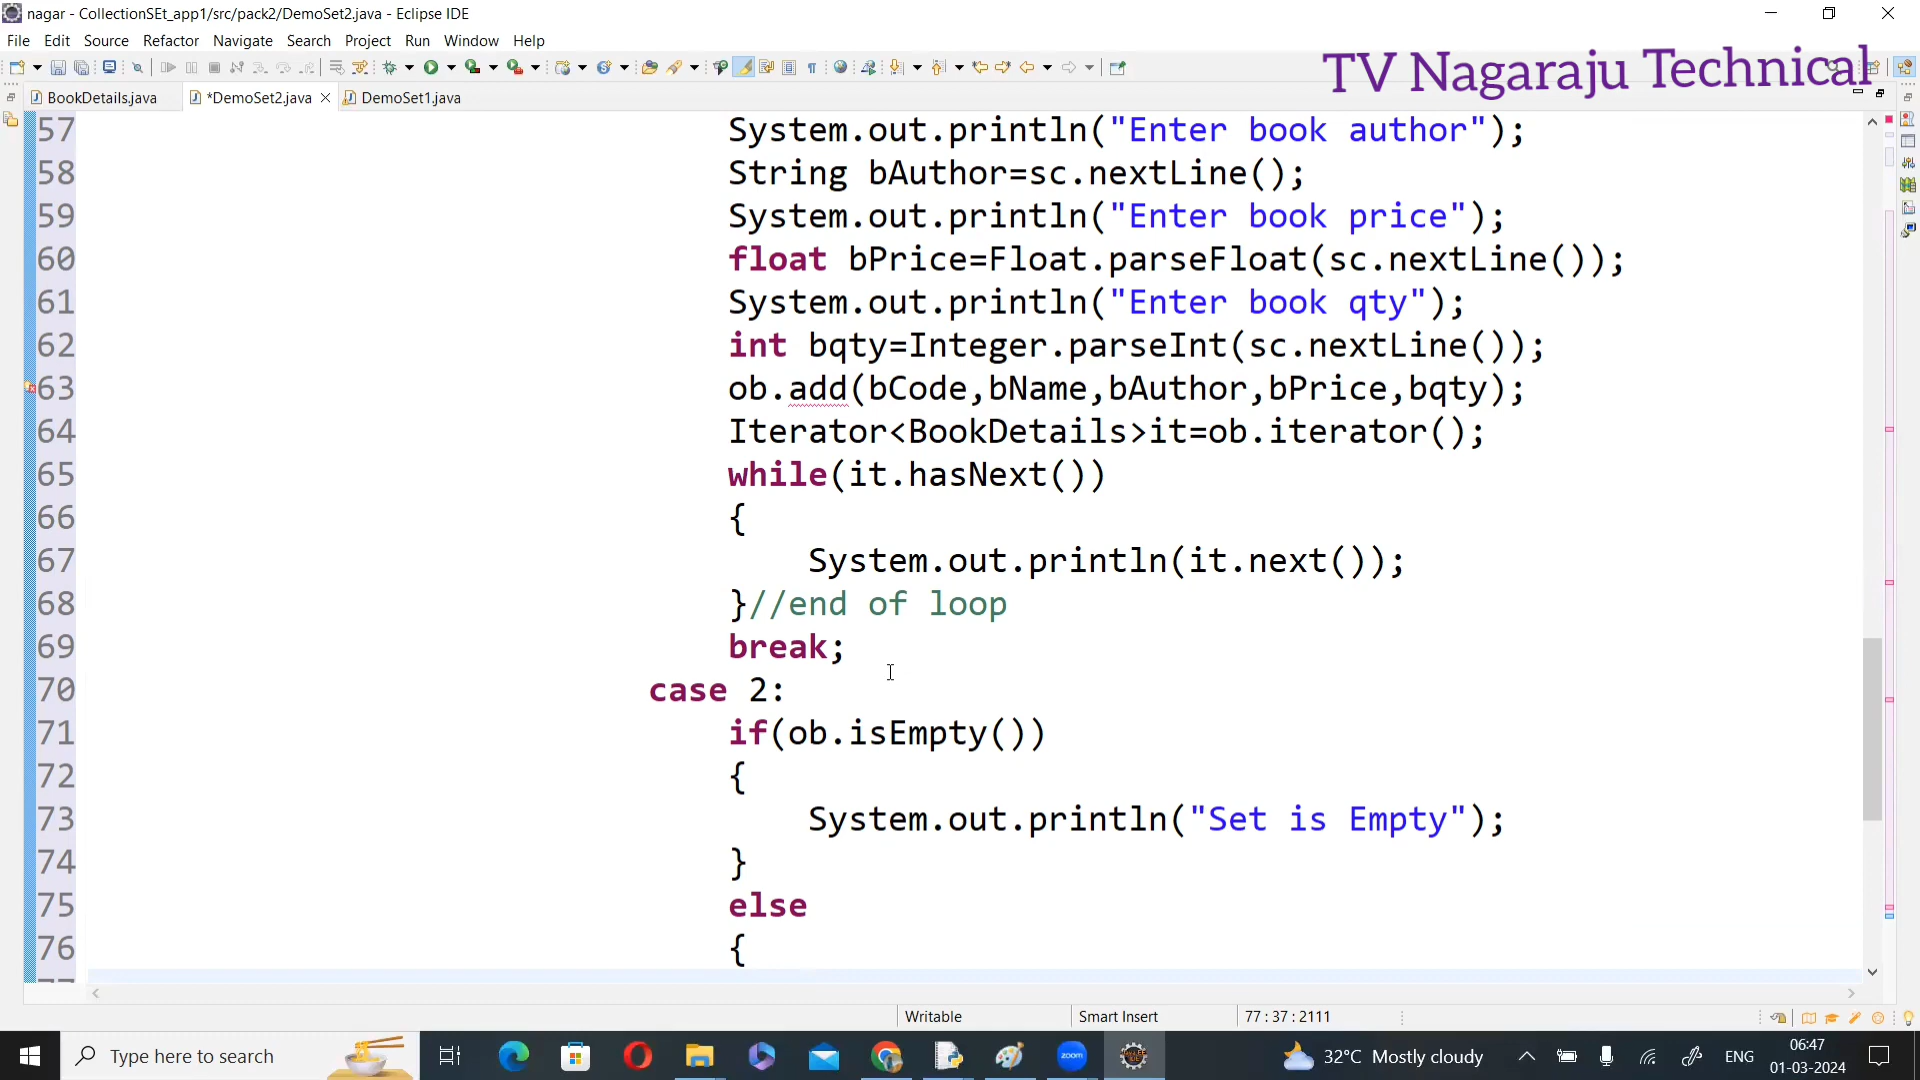 nagar - CollectionSEt_app1/src/pack2/DemoSet2.java - Eclipse IDE
File Edit Source Refactor Navigate Search Project Run Window Help
TV Nagaraju Technical
BookDetails.java *DemoSet2.java DemoSet1.java
57 System.out.println("Enter book author");
58 String bAuthor=sc.nextLine();
59 System.out.println("Enter book price");
60 float bPrice=Float.parseFloat(sc.nextLine());
61 System.out.println("Enter book qty");
62 int bqty=Integer.parseInt(sc.nextLine());
63 ob.add(bCode,bName,bAuthor,bPrice,bqty);
64 Iterator<BookDetails>it=ob.iterator();
65 while(it.hasNext())
66 {
67 System.out.println(it.next());
68 }//end of loop
69 break;
70 case 2:
71 if(ob.isEmpty())
72 {
73 System.out.println("Set is Empty");
74 }
75 else
76 {
Writable Smart Insert 77 : 37 : 2111
Type here to search zoom 32°C Mostly cloudy ENG 06:47
01-03-2024